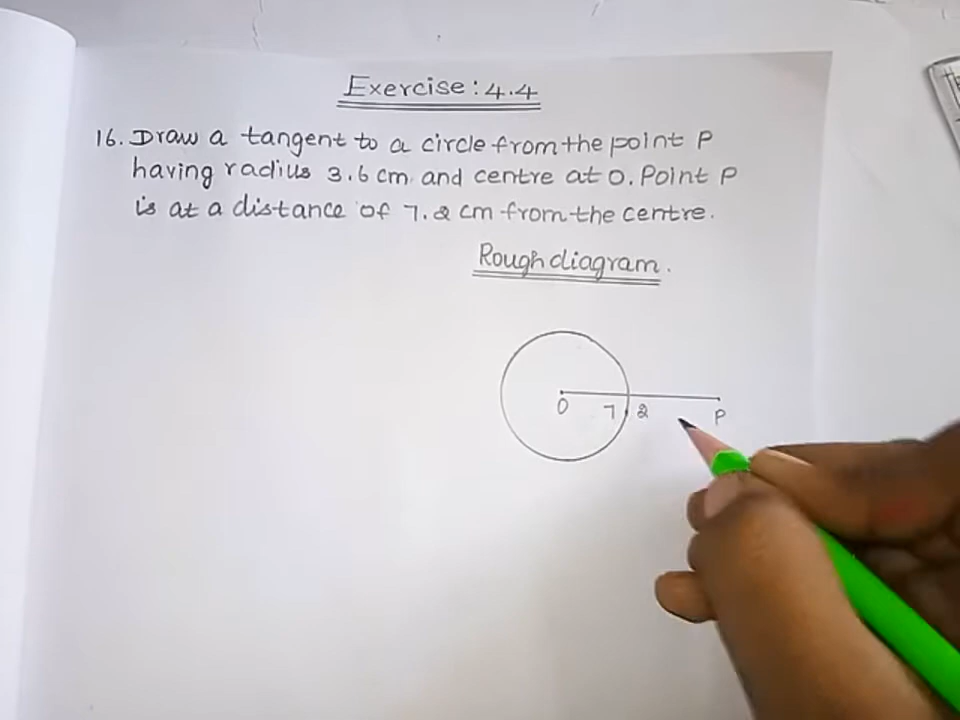 Exercise: 4.4
16. Draw a tangent to a circle from the point P
having radius 3.6 cm and centre at O. Point P
is at a distance of 7.2 cm from the centre.
Rough diagram.
O 7.2 P